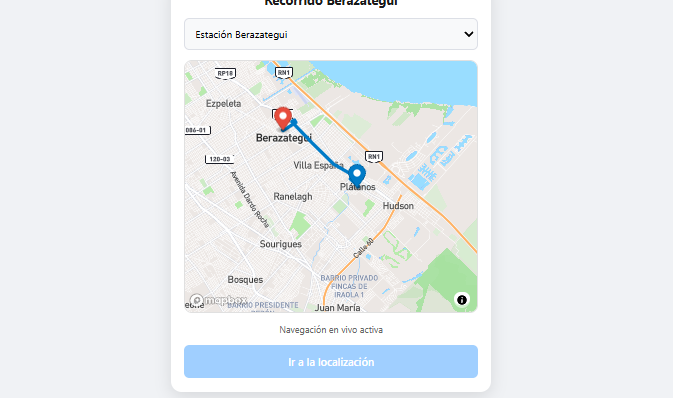 Recorrido Berazategui
Estación Berazategui
RP18
RN1
Ezpeleta
086-01
Berazategui
120-03
Villa España
RN1
Plátanos
Avenida Dardo Rocha
Ranelagh
Hudson
Sourigues
Calle 60
Bosques
BARRIO PRIVADO
FINCAS DE
IRAOLA 1
mapbox
BARRIO PRESIDENTE
Juan María
Navegación en vivo activa
Ir a la localización